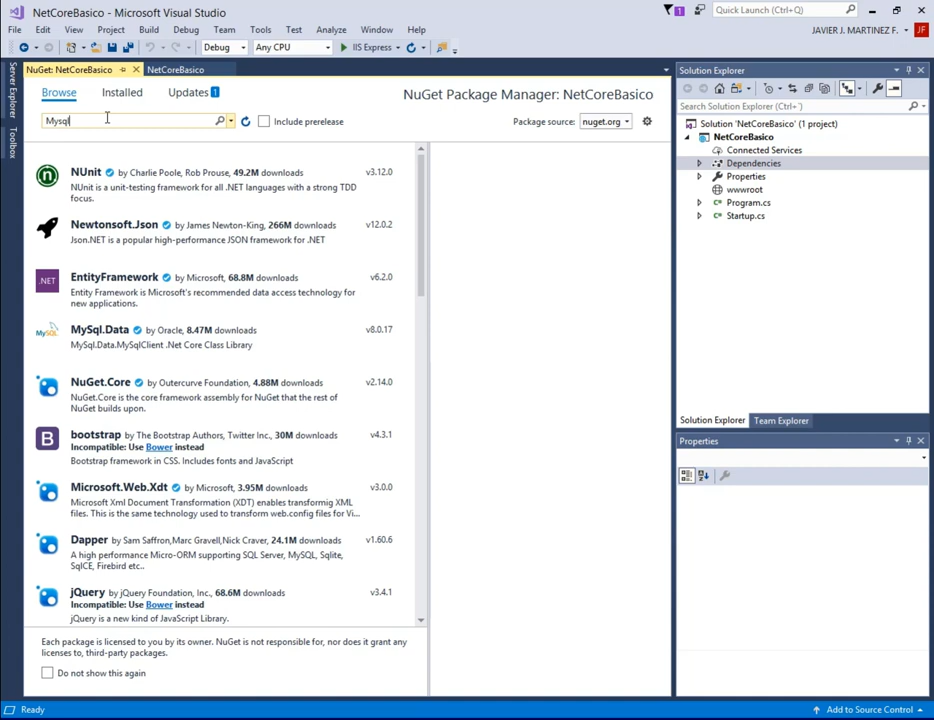 NetCoreBasico - Microsoft Visual Studio
1
Quick Launch (Ctrl+Q)
File Edit View Project Build Debug Team Tools Test Analyze Window Help
JAVIER J. MARTINEZ F.
JF
Debug
Any CPU
IIS Express
Server Explorer
Toolbox
NuGet: NetCoreBasico
NetCoreBasico
Browse
Installed
Updates 1
NuGet Package Manager: NetCoreBasico
Mysql
Include prerelease
Package source: nuget.org
NUnit by Charlie Poole, Rob Prouse, 49.2M downloads
v3.12.0
NUnit is a unit-testing framework for all .NET languages with a strong TDD
focus.
Newtonsoft.Json by James Newton-King, 266M downloads
v12.0.2
Json.NET is a popular high-performance JSON framework for .NET
.NET
EntityFramework by Microsoft, 68.8M downloads
v6.2.0
Entity Framework is Microsoft's recommended data access technology for
new applications.
MySQL
MySql.Data by Oracle, 8.47M downloads
v8.0.17
MySql.Data.MySqlClient .Net Core Class Library
NuGet.Core by Outercurve Foundation, 4.88M downloads
v2.14.0
NuGet.Core is the core framework assembly for NuGet that the rest of
NuGet builds upon.
B
bootstrap by The Bootstrap Authors, Twitter Inc., 30M downloads
v4.3.1
Incompatible: Use Bower instead
Bootstrap framework in CSS. Includes fonts and JavaScript
Microsoft.Web.Xdt by Microsoft, 3.95M downloads
v3.0.0
Microsoft Xml Document Transformation (XDT) enables transformig XML
files. This is the same technology used to transform web.config files for Vi...
Dapper by Sam Saffron,Marc Gravell,Nick Craver, 24.1M downloads
v1.60.6
A high performance Micro-ORM supporting SQL Server, MySQL, Sqlite,
SqlCE, Firebird etc..
jQuery by jQuery Foundation, Inc., 68.6M downloads
v3.4.1
Incompatible: Use Bower instead
jQuery is a new kind of JavaScript Library.
Each package is licensed to you by its owner. NuGet is not responsible for, nor does it grant any
licenses to, third-party packages.
Do not show this again
Solution Explorer
Search Solution Explorer (Ctrl+¨)
Solution 'NetCoreBasico' (1 project)
NetCoreBasico
Connected Services
Dependencies
Properties
wwwroot
C# Program.cs
C# Startup.cs
Solution Explorer
Team Explorer
Properties
Ready
Add to Source Control